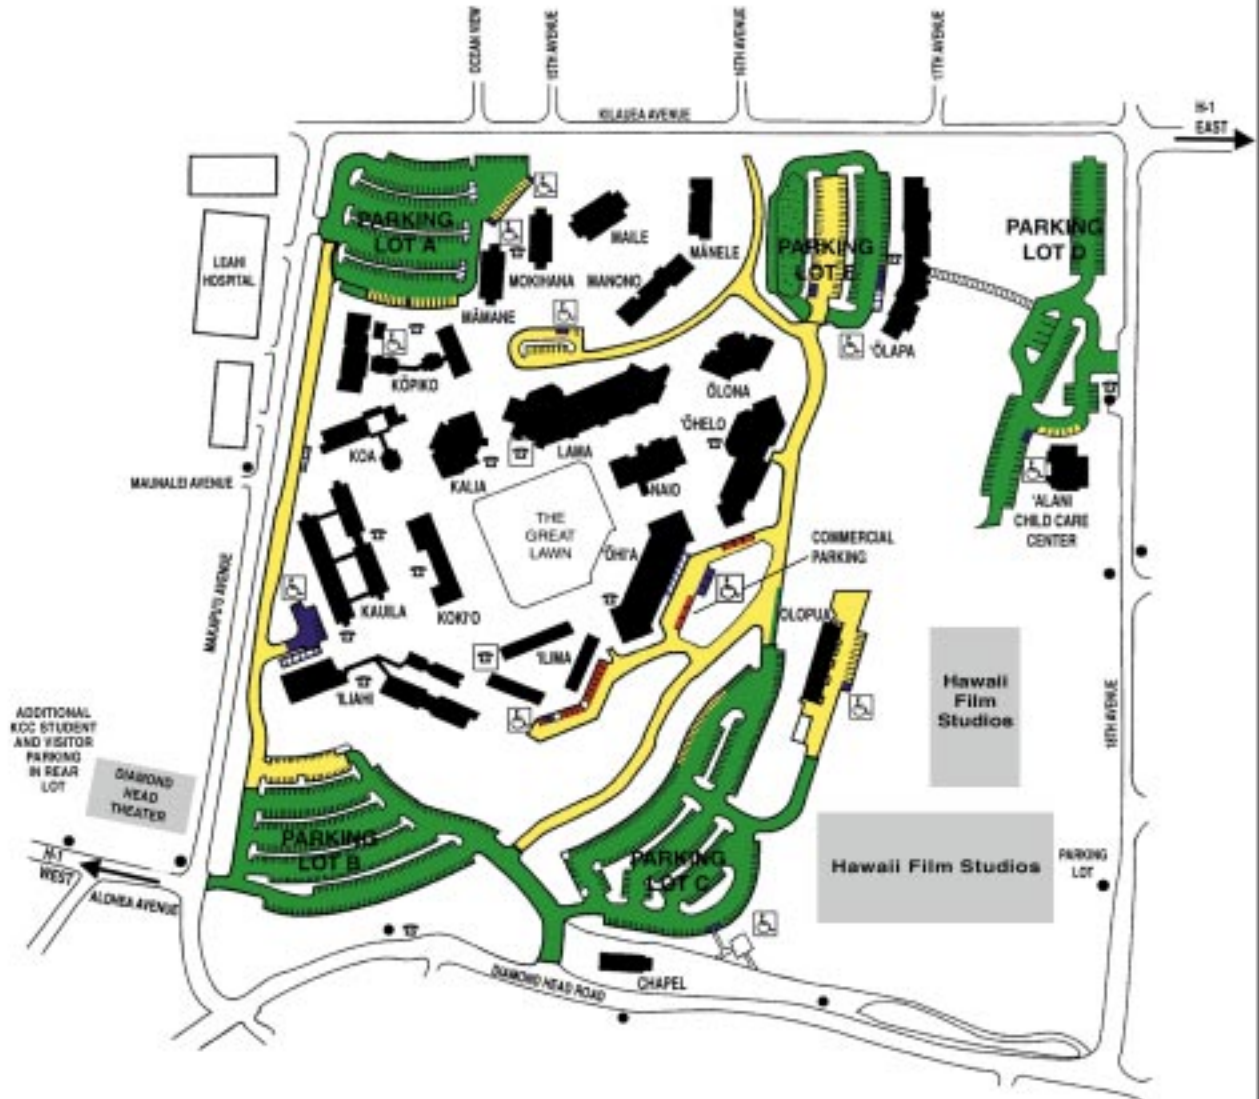 OCEAN VIEW
15TH AVENUE
16TH AVENUE
17TH AVENUE
KILAUEA AVENUE
H-1
EAST
PARKING
LOT A
MAILE
MĀNELE
PARKING
LOT E
PARKING
LOT D
LEAHI
HOSPITAL
MOKIHANA
MANONO
MĀMANE
'ŌLAPA
KŌPIKO
ŌLONA
'ŌHELO
KOA
LAMA
KALIA
NAIO
MAUNALEI AVENUE
'ALANI
CHILD CARE
CENTER
THE
GREAT
LAWN
'ŌHI'A
COMMERCIAL
PARKING
MAKAPU'U AVENUE
KAUILA
KOKI'O
OLOPUA
'ILIMA
'ILIAHI
Hawaii
Film
Studios
18TH AVENUE
ADDITIONAL
KCC STUDENT
AND VISITOR
PARKING
IN REAR
LOT
DIAMOND
HEAD
THEATER
PARKING
LOT B
PARKING
LOT C
Hawaii Film Studios
PARKING
LOT
H-1
WEST
ALOHEA AVENUE
DIAMOND HEAD ROAD
CHAPEL